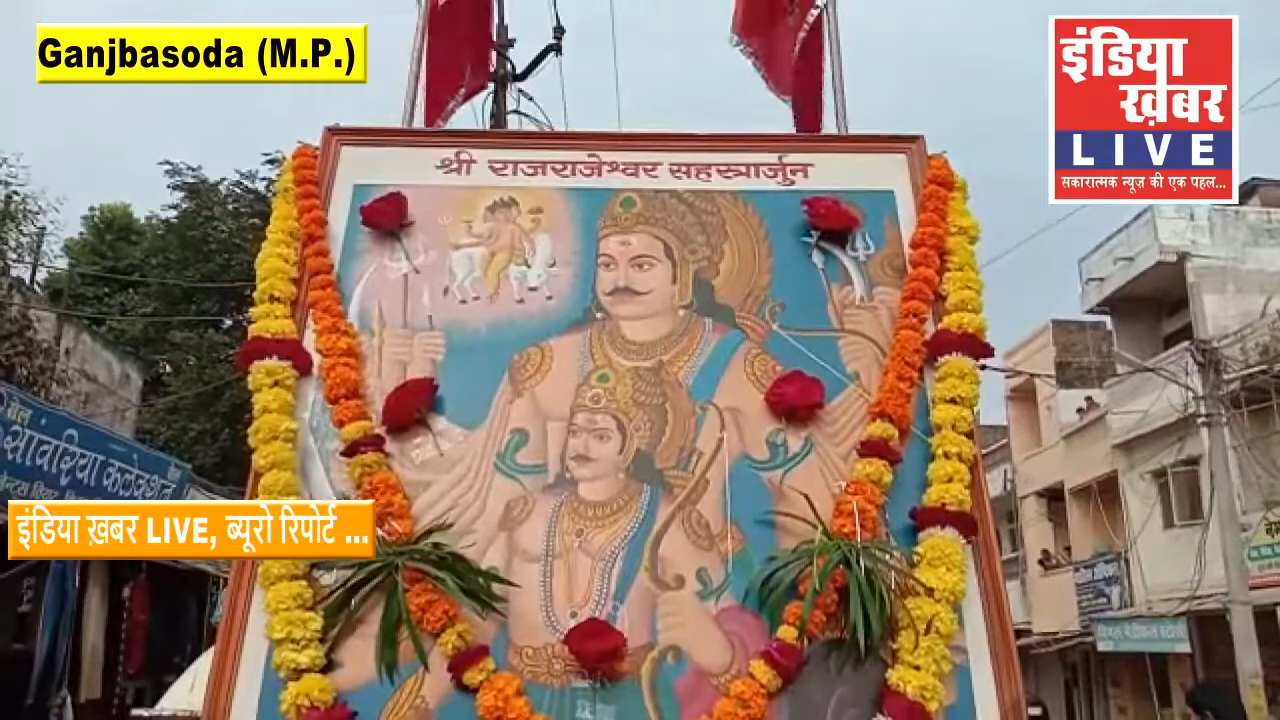 Ganjbasoda (M.P.)
इंडिया
ख़बर
LIVE
सकारात्मक न्यूज़ की एक पहल...
श्री राजराजेश्वर सहस्त्रार्जुन
सांवरिया कलेक्शन
इंडिया ख़बर LIVE, ब्यूरो रिपोर्ट ...